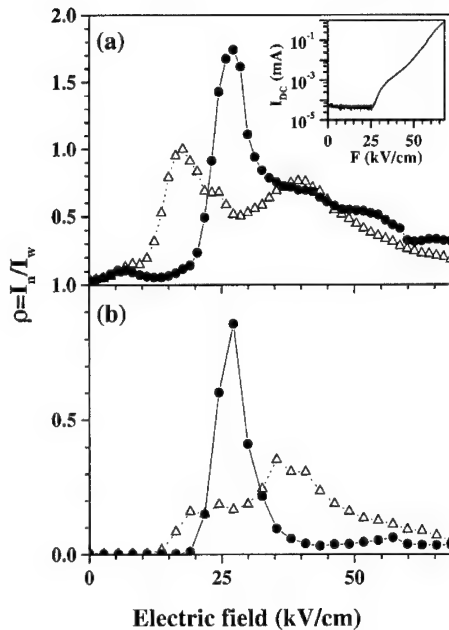 2.0
(a)
1.5
1.0
0.5
1.0
10⁻¹
10⁻³
10⁻⁵
I_DC (mA)
0 25 50
F (kV/cm)
ρ=I_n/I_w
(b)
0.5
0.0
0 25 50
Electric field (kV/cm)